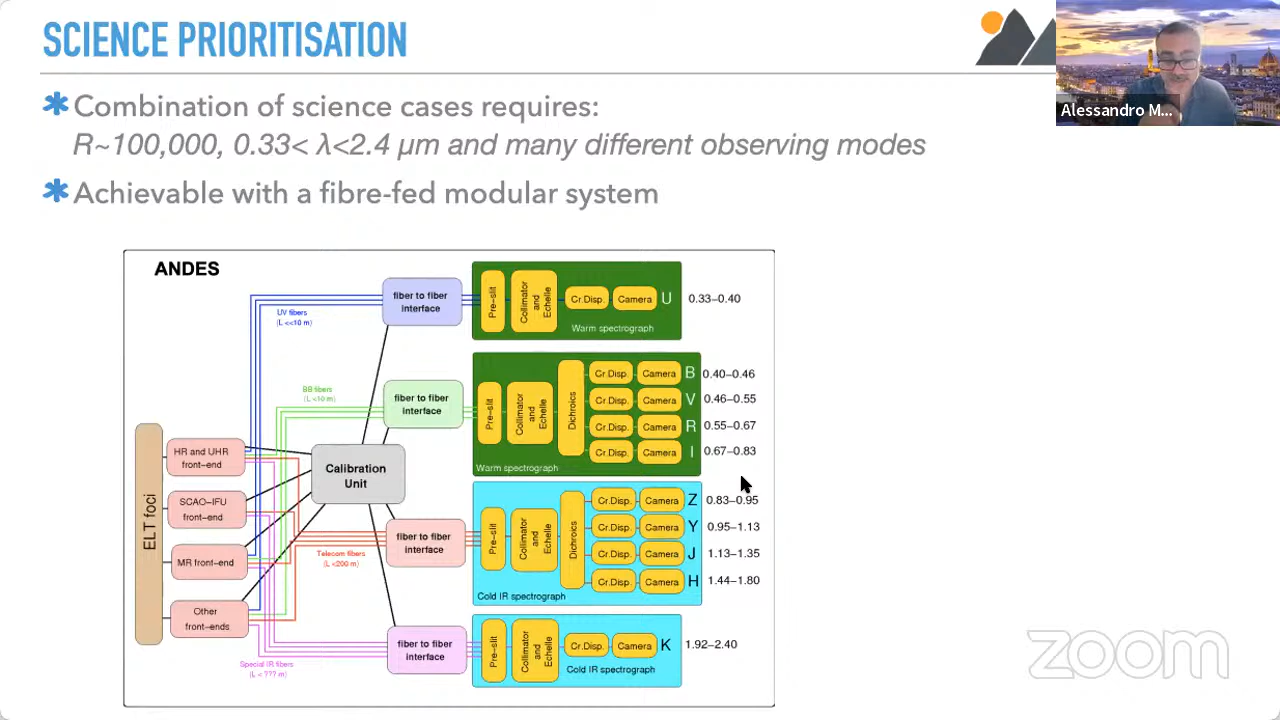 SCIENCE PRIORITISATION
Alessandro M...
✱Combination of science cases requires:
R~100,000, 0.33< λ<2.4 μm and many different observing modes
✱Achievable with a fibre-fed modular system
ANDES
UV fibers
(L <<10 m)
BB fibers
(L <10 m)
Telecom fibers
(L <200 m)
Special IR fibers
(L < ??? m)
ELT foci
HR and UHR
front–end
SCAO–IFU
front–end
MR front–end
Other
front–ends
Calibration
Unit
fiber to fiber
interface
Pre–slit
Collimator
and
Echelle
Cr.Disp.
Camera
U
0.33–0.40
Warm spectrograph
fiber to fiber
interface
Pre–slit
Collimator
and
Echelle
Dichroics
Cr.Disp. Camera B 0.40–0.46
Cr.Disp. Camera V 0.46–0.55
Cr.Disp. Camera R 0.55–0.67
Cr.Disp. Camera I 0.67–0.83
Warm spectrograph
fiber to fiber
interface
Pre–slit
Collimator
and
Echelle
Dichroics
Cr.Disp. Camera Z 0.83–0.95
Cr.Disp. Camera Y 0.95–1.13
Cr.Disp. Camera J 1.13–1.35
Cr.Disp. Camera H 1.44–1.80
Cold IR spectrograph
fiber to fiber
interface
Pre–slit
Collimator
and
Echelle
Cr.Disp. Camera K 1.92–2.40
Cold IR spectrograph
zoom